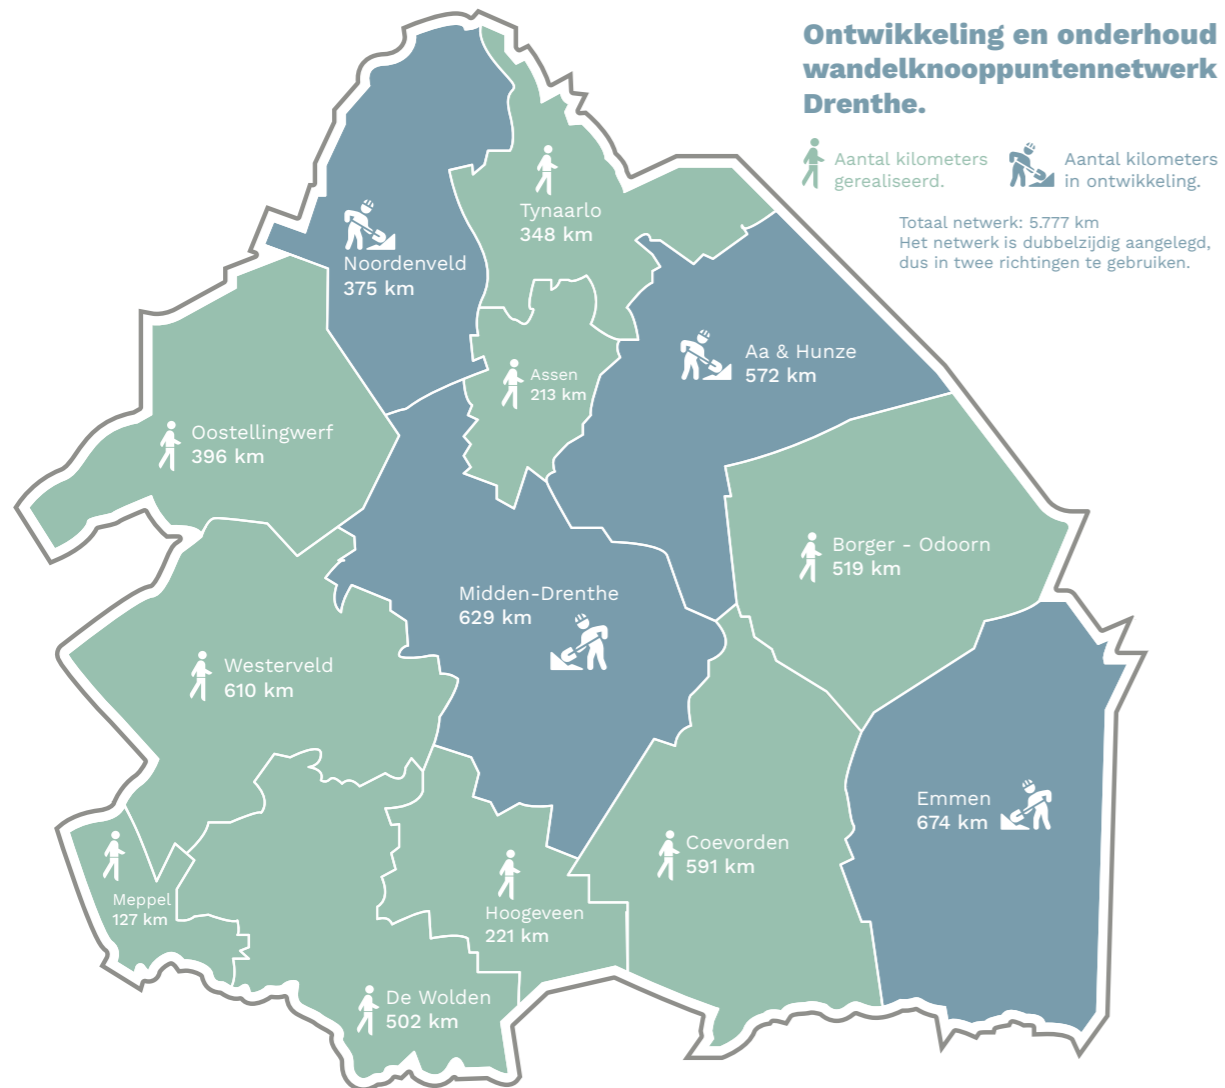 Ontwikkeling en onderhoud
wandelknooppuntennetwerk
Drenthe.
Aantal kilometers
gerealiseerd.
Aantal kilometers
in ontwikkeling.
Totaal netwerk: 5.777 km
Het netwerk is dubbelzijdig aangelegd,
dus in twee richtingen te gebruiken.
Tynaarlo
348 km
Noordenveld
375 km
Aa & Hunze
572 km
Assen
213 km
Oostellingwerf
396 km
Borger - Odoorn
519 km
Midden-Drenthe
629 km
Westerveld
610 km
Emmen
674 km
Coevorden
591 km
Meppel
127 km
Hoogeveen
221 km
De Wolden
502 km